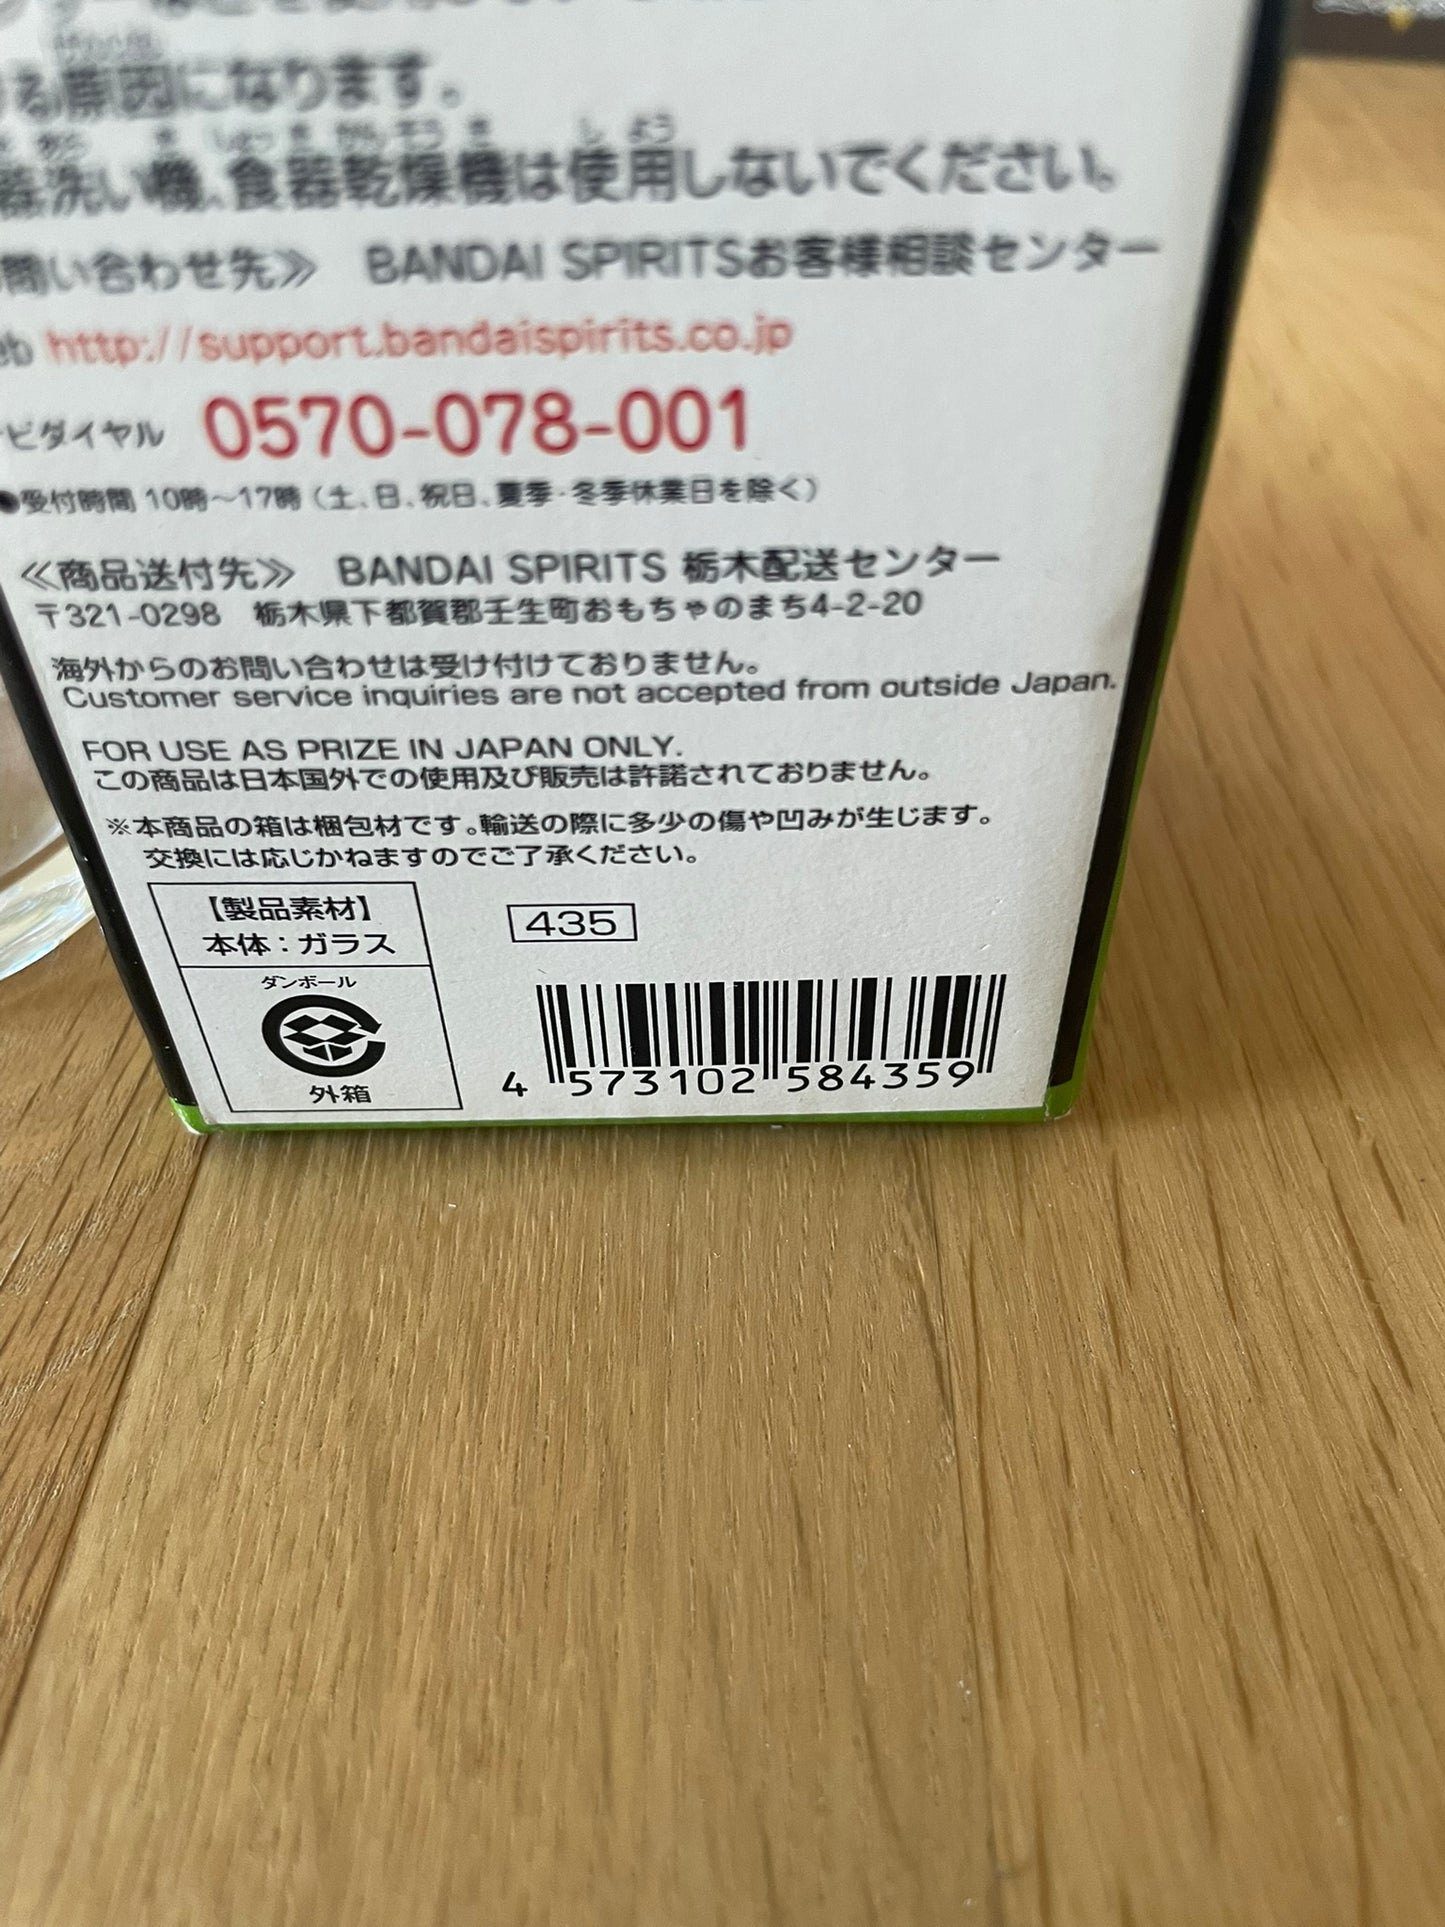 る原因になります。
き しょっ き かん そう き し よう
器洗い機、食器乾燥機は使用しないでください。
問い合わせ先≫ BANDAI SPIRITSお客様相談センター
http://support.bandaispirits.co.jp
ビダイヤル 0570-078-001
●受付時間 10時〜17時(土、日、祝日、夏季・冬季休業日を除く)
≪商品送付先≫ BANDAI SPIRITS 栃木配送センター
〒321-0298 栃木県下都賀郡壬生町おもちゃのまち4-2-20
海外からのお問い合わせは受け付けておりません。
Customer service inquiries are not accepted from outside Japan.
FOR USE AS PRIZE IN JAPAN ONLY.
この商品は日本国外での使用及び販売は許諾されておりません。
※本商品の箱は梱包材です。輸送の際に多少の傷や凹みが生じます。
交換には応じかねますのでご了承ください。
【製品素材】
本体：ガラス
ダンボール
外箱
435
4 573102 584359